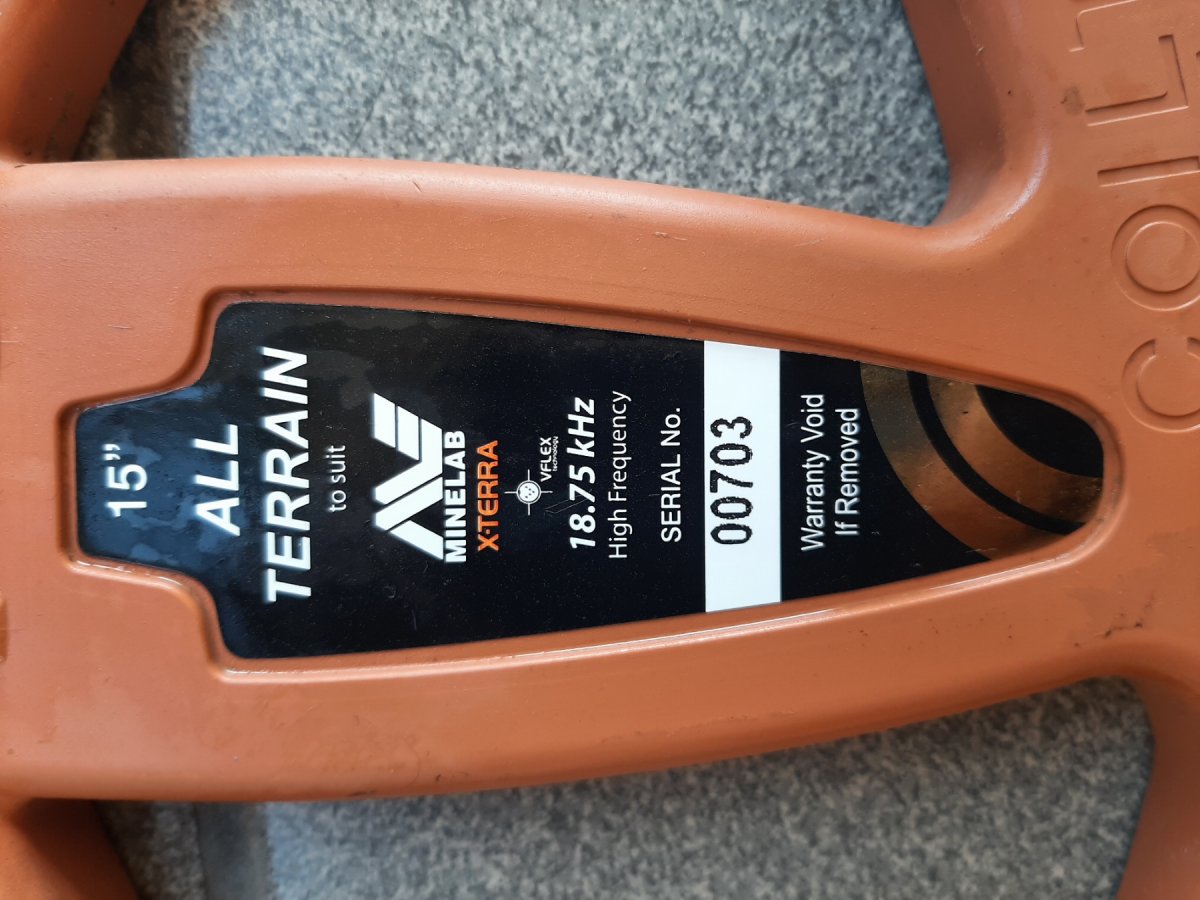 15”
ALL
TERRAIN
to suit
MINELAB
X-TERRA
VFLEX
technology
18.75 kHz
High Frequency
SERIAL No.
00703
Warranty Void
If Removed